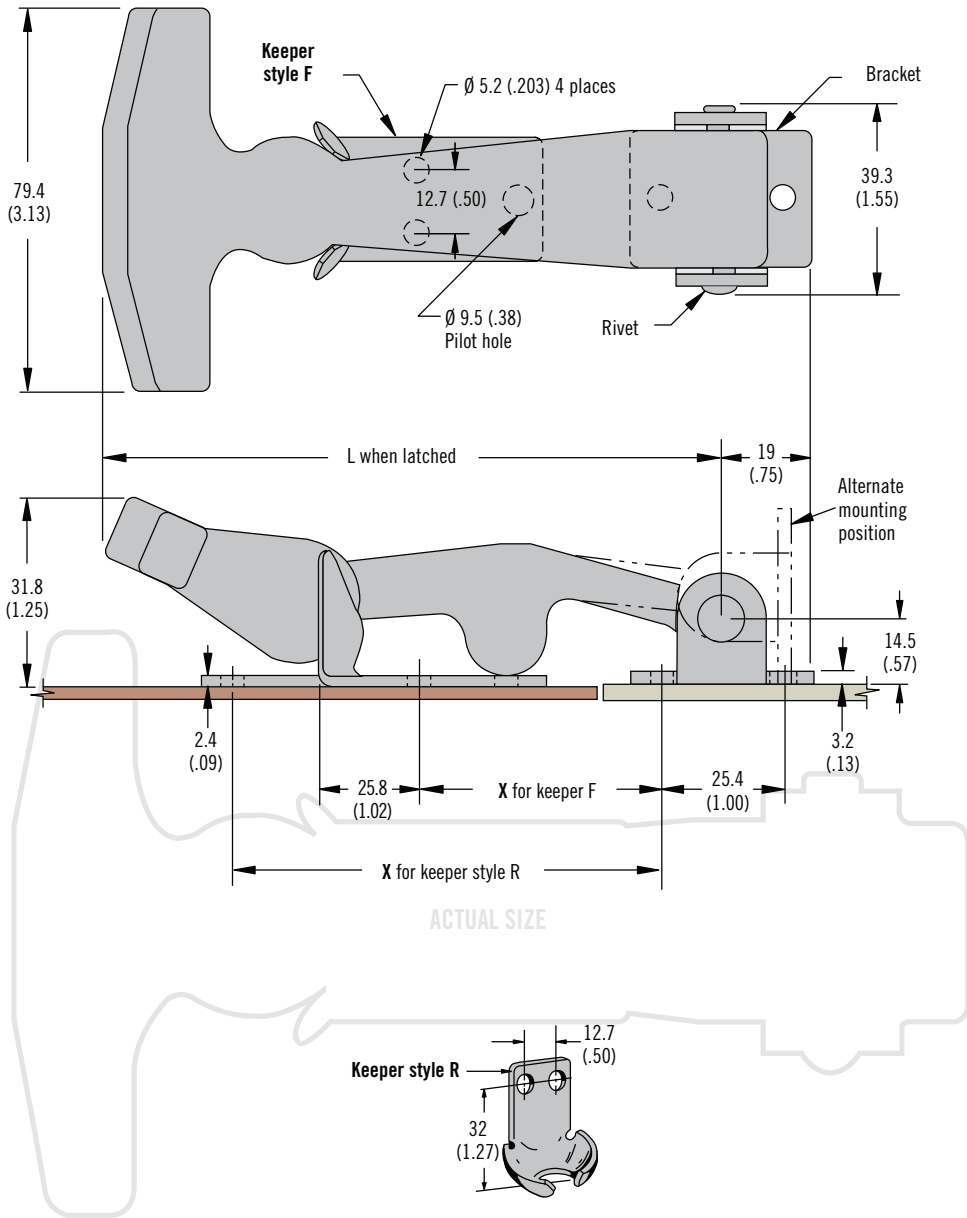 Keeper
style F
Ø 5.2 (.203) 4 places
Bracket
79.4
(3.13)
12.7 (.50)
39.3
(1.55)
Ø 9.5 (.38)
Pilot hole
Rivet
L when latched
19
(.75)
Alternate
mounting
position
31.8
(1.25)
14.5
(.57)
2.4
(.09)
3.2
(.13)
25.8
(1.02)
X for keeper F
25.4
(1.00)
X for keeper style R
ACTUAL SIZE
12.7
(.50)
Keeper style R
32
(1.27)